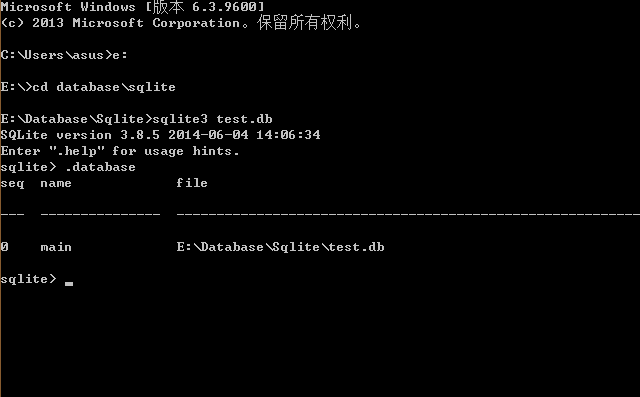 Microsoft Windows [版本 6.3.9600]
(c) 2013 Microsoft Corporation。保留所有权利。
C:\Users\asus>e:
E:\>cd database\sqlite
E:\Database\Sqlite>sqlite3 test.db
SQLite version 3.8.5 2014-06-04 14:06:34
Enter ".help" for usage hints.
sqlite> .database
seq  name             file
---  ---------------  ----------------------------------------------------------
0    main             E:\Database\Sqlite\test.db
sqlite> _